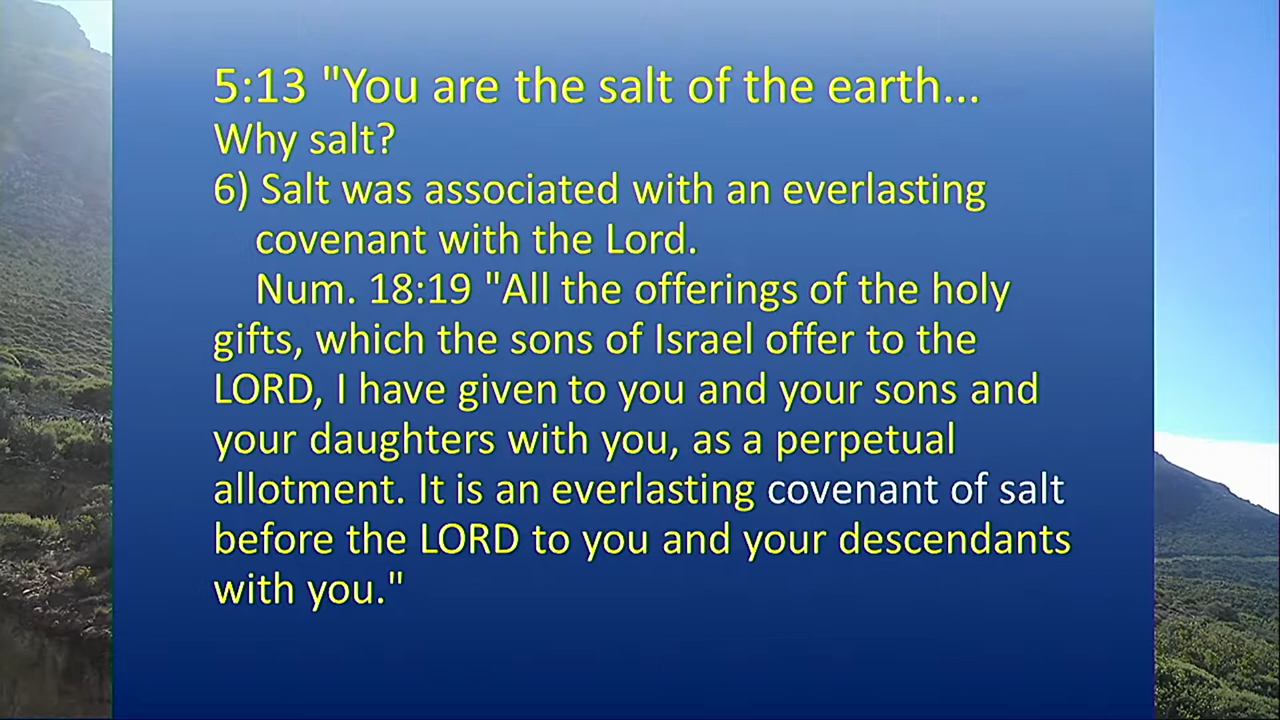 5:13 "You are the salt of the earth...
Why salt?
6) Salt was associated with an everlasting
covenant with the Lord.
Num. 18:19 "All the offerings of the holy
gifts, which the sons of Israel offer to the
LORD, I have given to you and your sons and
your daughters with you, as a perpetual
allotment. It is an everlasting covenant of salt
before the LORD to you and your descendants
with you."